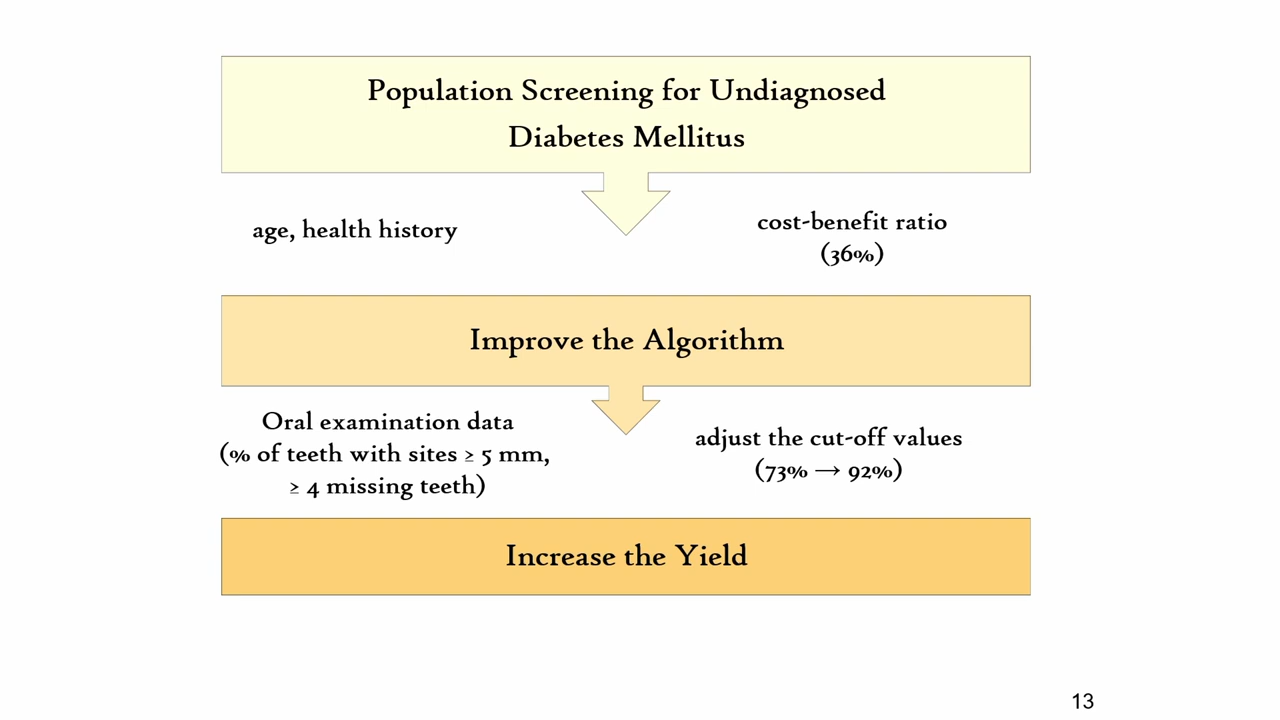 Population Screening for Undiagnosed
Diabetes Mellitus
age, health history
cost-benefit ratio
(36%)
Improve the Algorithm
Oral examination data
(% of teeth with sites ≥ 5 mm,
≥ 4 missing teeth)
adjust the cut-off values
(73% → 92%)
Increase the Yield
13